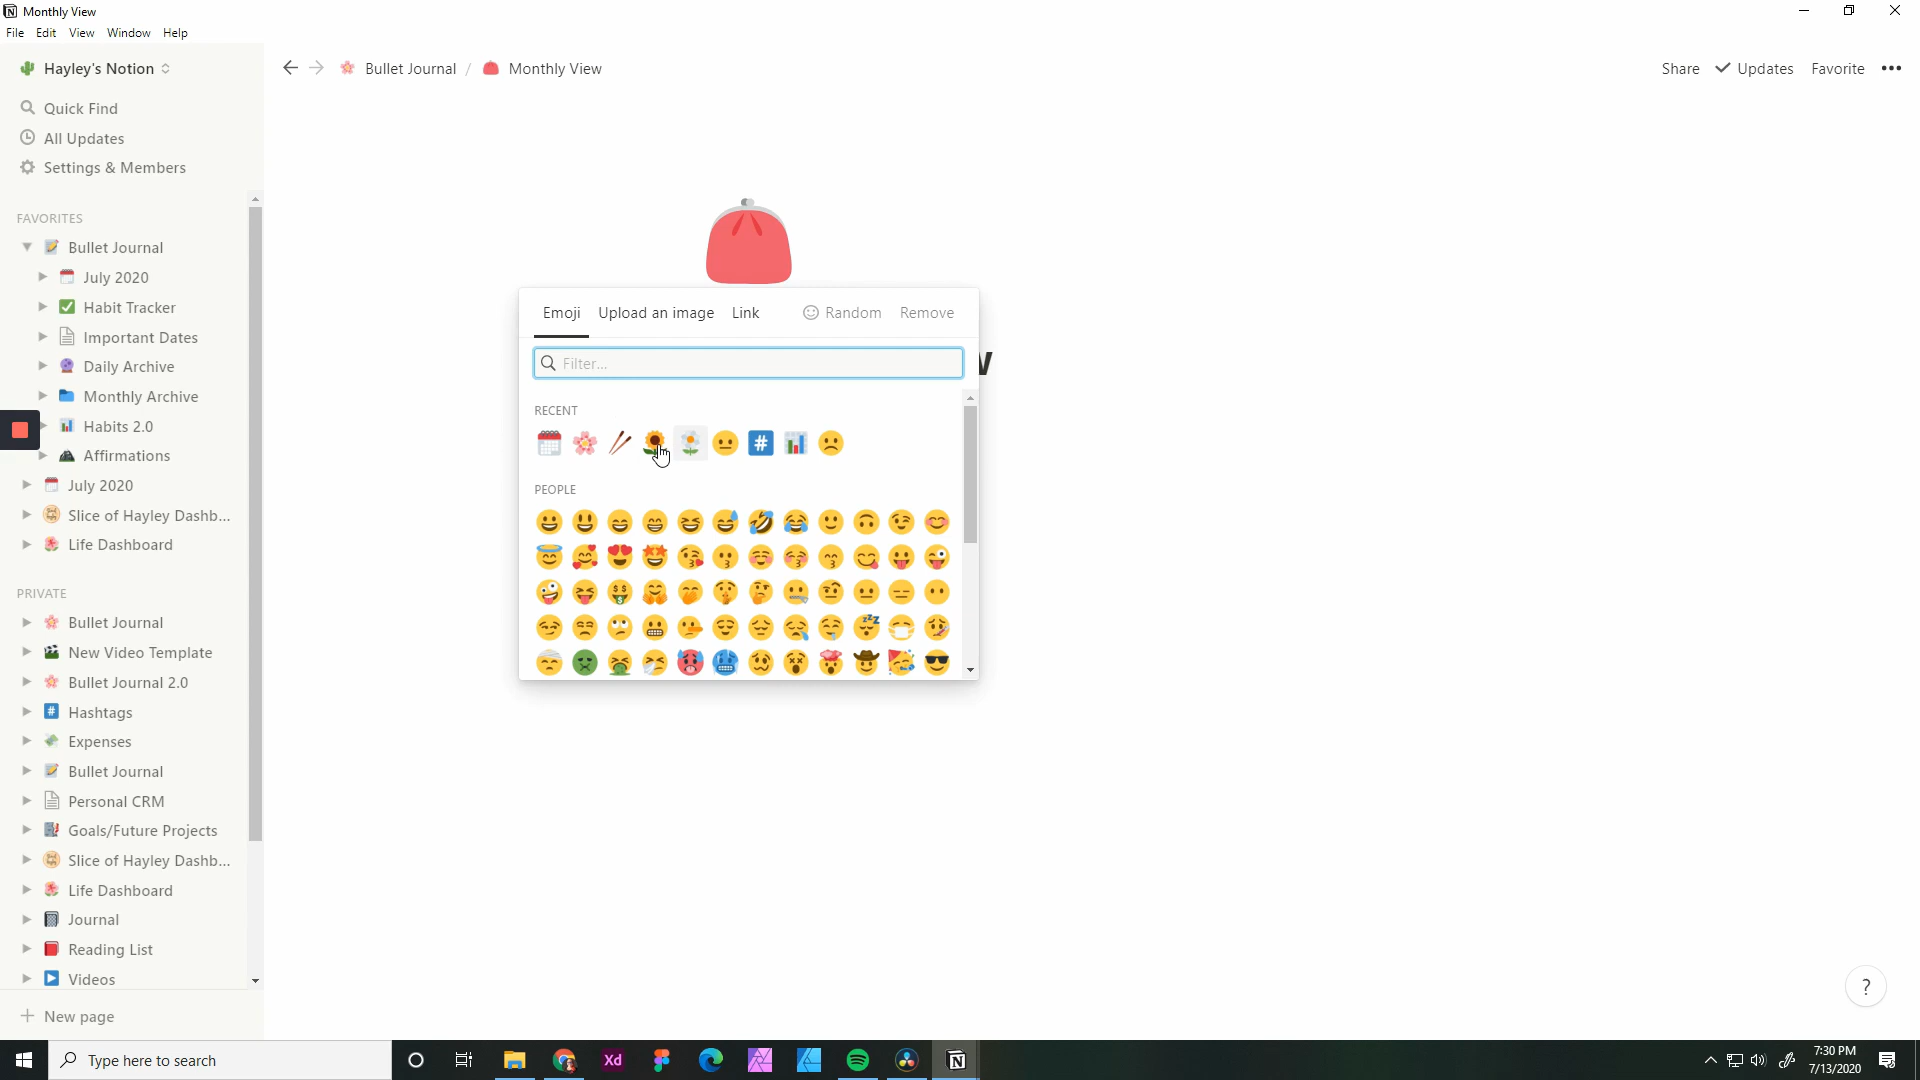 Monthly View
File Edit View Window Help
Hayley's Notion
Bullet Journal / Monthly View
Share Updates Favorite
Quick Find
All Updates
Settings & Members
FAVORITES
Bullet Journal
July 2020
Habit Tracker
Important Dates
Daily Archive
Monthly Archive
Habits 2.0
Affirmations
July 2020
Slice of Hayley Dashb...
Life Dashboard
PRIVATE
Bullet Journal
New Video Template
Bullet Journal 2.0
Hashtags
Expenses
Bullet Journal
Personal CRM
Goals/Future Projects
Slice of Hayley Dashb...
Life Dashboard
Journal
Reading List
Videos
New page
Emoji Upload an image Link Random Remove
Filter...
RECENT
PEOPLE
?
Type here to search
Xd
7:30 PM
7/13/2020